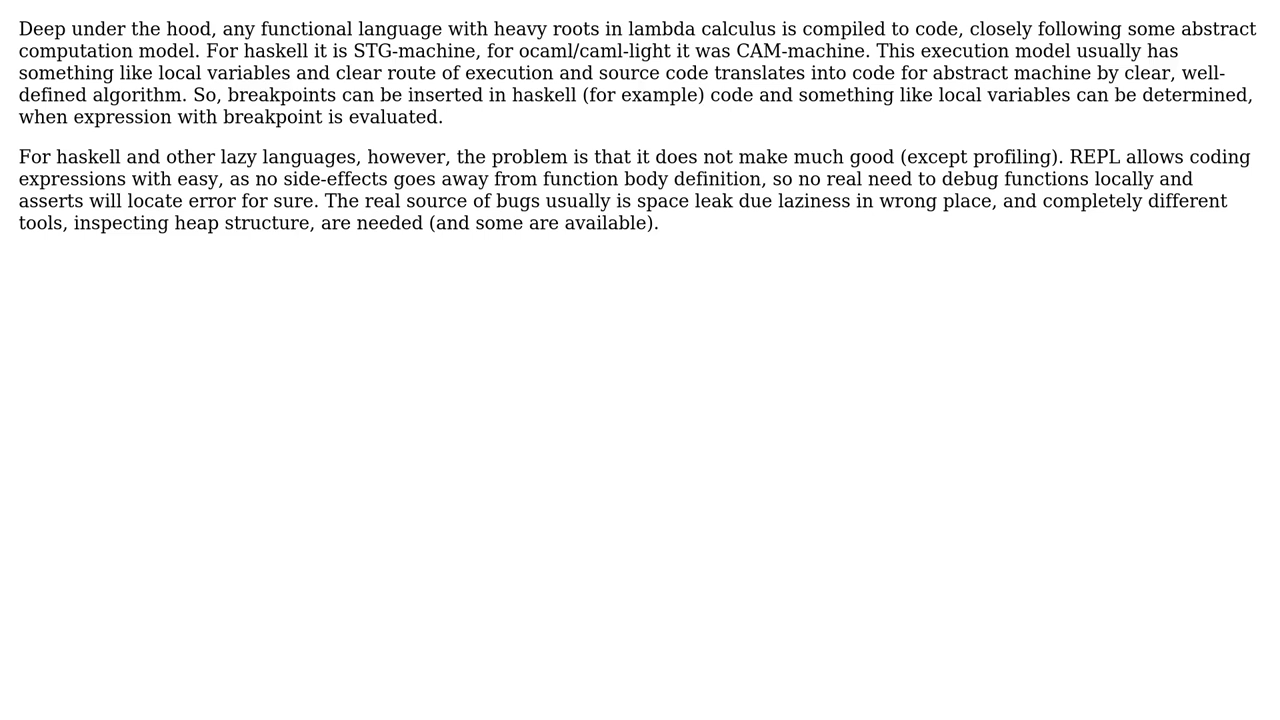 Deep under the hood, any functional language with heavy roots in lambda calculus is compiled to code, closely following some abstract
computation model. For haskell it is STG-machine, for ocaml/caml-light it was CAM-machine. This execution model usually has
something like local variables and clear route of execution and source code translates into code for abstract machine by clear, well-
defined algorithm. So, breakpoints can be inserted in haskell (for example) code and something like local variables can be determined,
when expression with breakpoint is evaluated.
For haskell and other lazy languages, however, the problem is that it does not make much good (except profiling). REPL allows coding
expressions with easy, as no side-effects goes away from function body definition, so no real need to debug functions locally and
asserts will locate error for sure. The real source of bugs usually is space leak due laziness in wrong place, and completely different
tools, inspecting heap structure, are needed (and some are available).